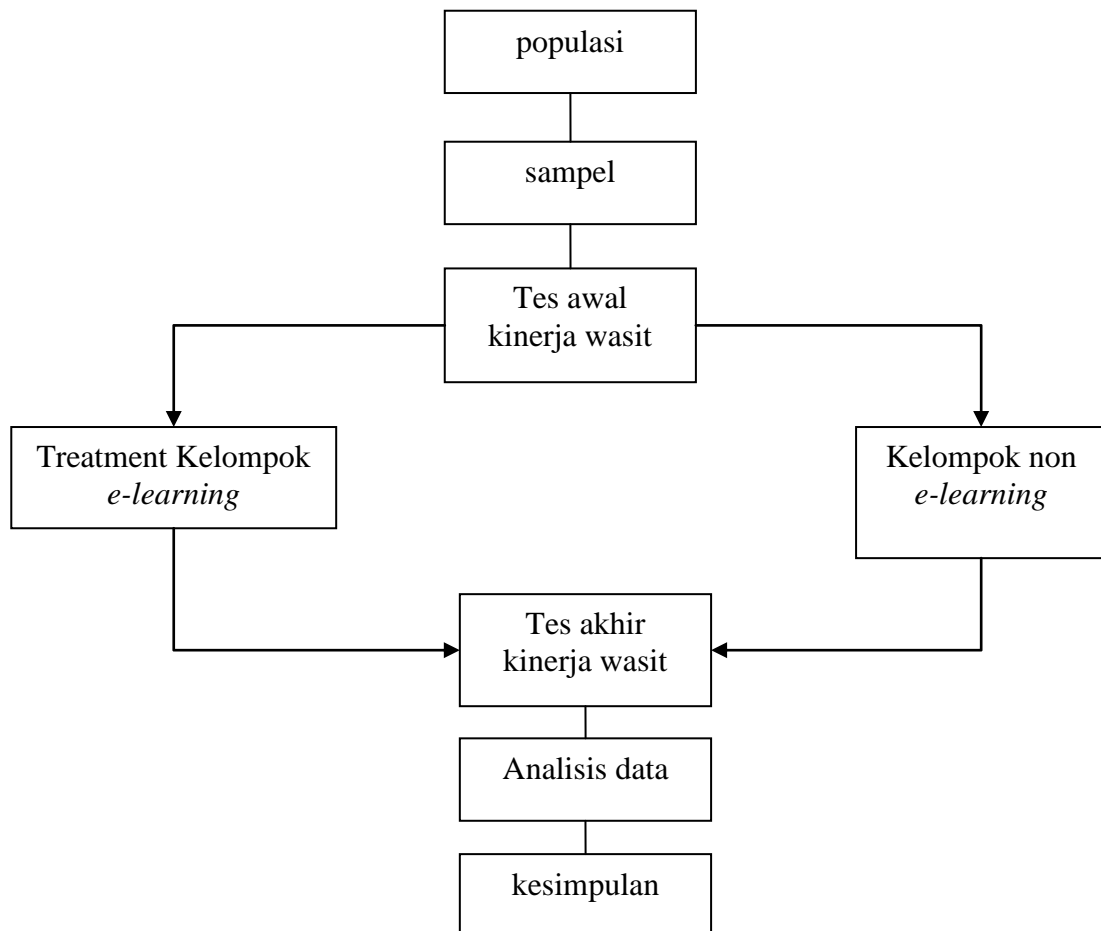 populasi
sampel
Tes awal
kinerja wasit
Treatment Kelompok
e-learning
Kelompok non
e-learning
Tes akhir
kinerja wasit
Analisis data
kesimpulan